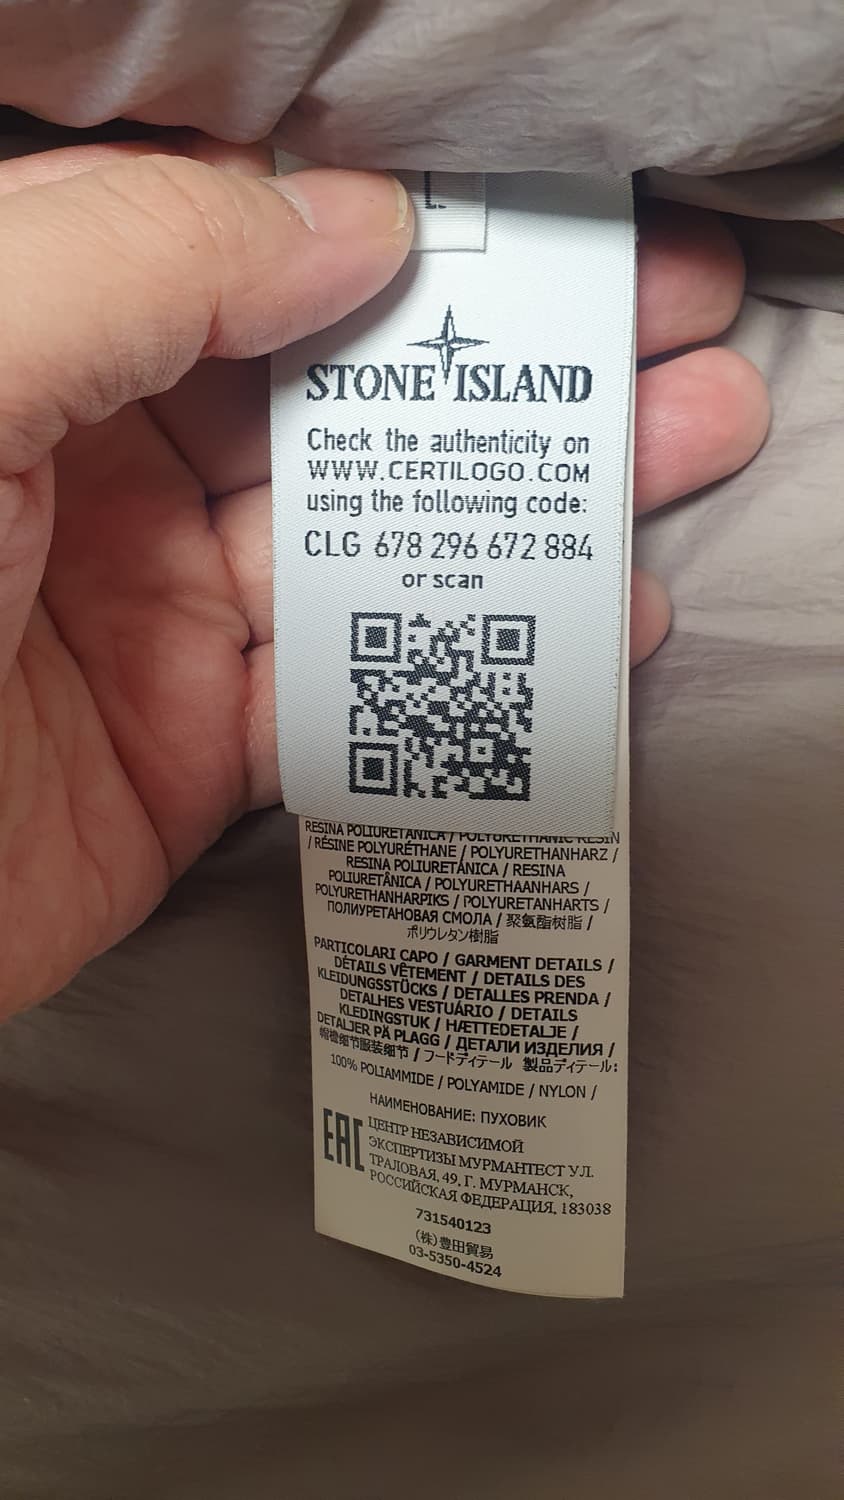 L
STONE ISLAND
Check the authenticity on
WWW.CERTILOGO.COM
using the following code:
CLG 678 296 672 884
or scan
RESINA POLIURETANICA / POLYURETHANIC RESIN
/ RÉSINE POLYURÉTHANE / POLYURETHANHARZ /
RESINA POLIURETÁNICA / RESINA
POLIURETÂNICA / POLYURETHAANHARS /
POLYURETHANHARPIKS / POLYURETANHARTS /
ПОЛИУРЕТАНОВАЯ СМОЛА / 聚氨酯树脂 /
ポリウレタン樹脂
PARTICOLARI CAPO / GARMENT DETAILS /
DÉTAILS VÊTEMENT / DETAILS DES
KLEIDUNGSSTÜCKS / DETALLES PRENDA /
DETALHES VESTUÁRIO / DETAILS
KLEDINGSTUK / HÆTTEDETALJE /
DETALJER PÅ PLAGG / ДЕТАЛИ ИЗДЕЛИЯ /
帽檐细节服装细节 / フードディテール 製品ディテール:
100% POLIAMMIDE / POLYAMIDE / NYLON /
НАИМЕНОВАНИЕ: ПУХОВИК
EAC
ЦЕНТР НЕЗАВИСИМОЙ
ЭКСПЕРТИЗЫ МУРМАНТЕСТ УЛ.
ТРАЛОВАЯ, 49, Г. МУРМАНСК,
РОССИЙСКАЯ ФЕДЕРАЦИЯ, 183038
731540123
(株)豊田貿易
03-5350-4524